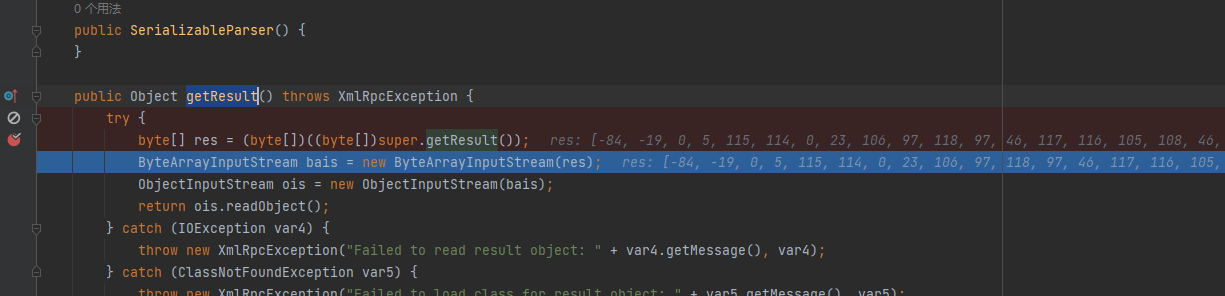 0 个用法
public SerializableParser() {
}
public Object getResult() throws XmlRpcException {
try {
byte[] res = (byte[])((byte[])super.getResult()); res: [-84, -19, 0, 5, 115, 114, 0, 23, 106, 97, 118, 97, 46, 117, 116, 105, 108, 46,
ByteArrayInputStream bais = new ByteArrayInputStream(res); res: [-84, -19, 0, 5, 115, 114, 0, 23, 106, 97, 118, 97, 46, 117, 116, 105,
ObjectInputStream ois = new ObjectInputStream(bais);
return ois.readObject();
} catch (IOException var4) {
throw new XmlRpcException("Failed to read result object: " + var4.getMessage(), var4);
} catch (ClassNotFoundException var5) {
throw new XmlRpcException("Failed to load class for result object: " + var5.getMessage(), var5);